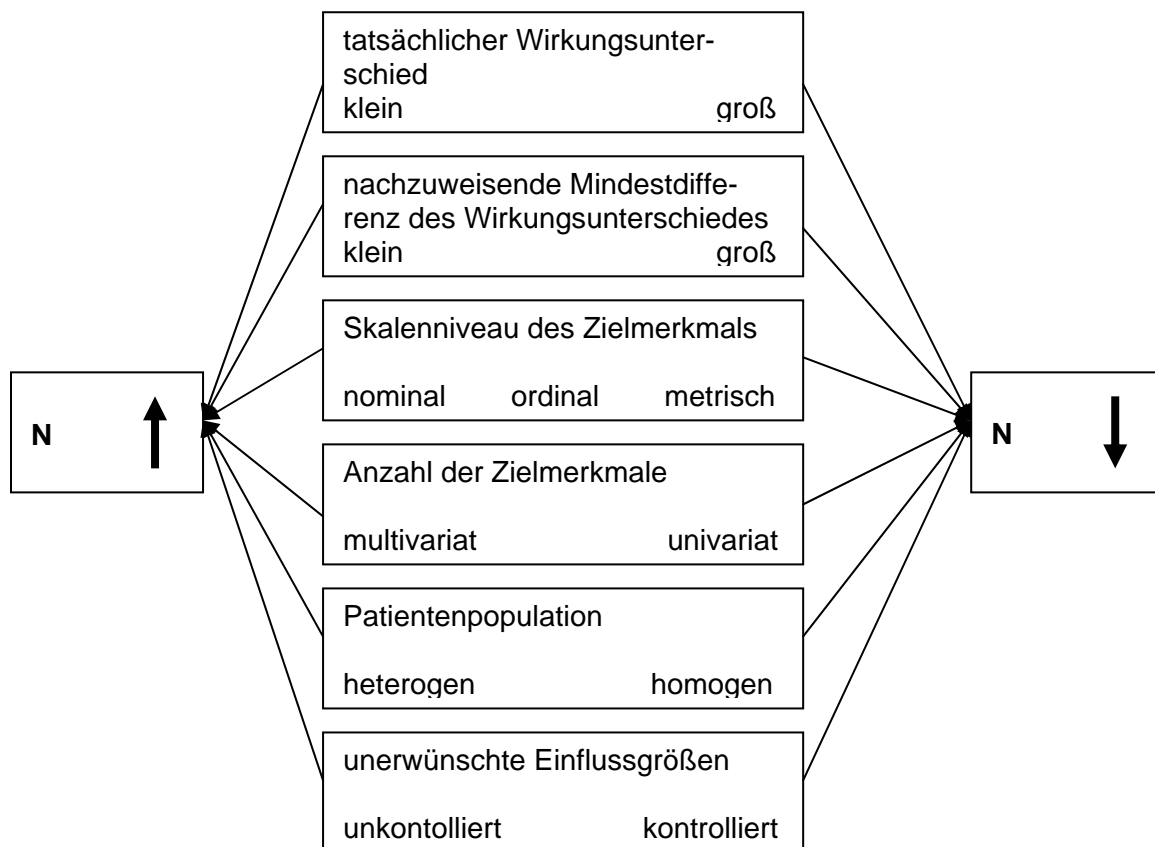 tatsächlicher Wirkungsunter-
schied
klein groß
nachzuweisende Mindestdiffe-
renz des Wirkungsunterschiedes
klein groß
Skalenniveau des Zielmerkmals
nominal ordinal metrisch
N
N
Anzahl der Zielmerkmale
multivariat univariat
Patientenpopulation
heterogen homogen
unerwünschte Einflussgrößen
unkontolliert kontrolliert